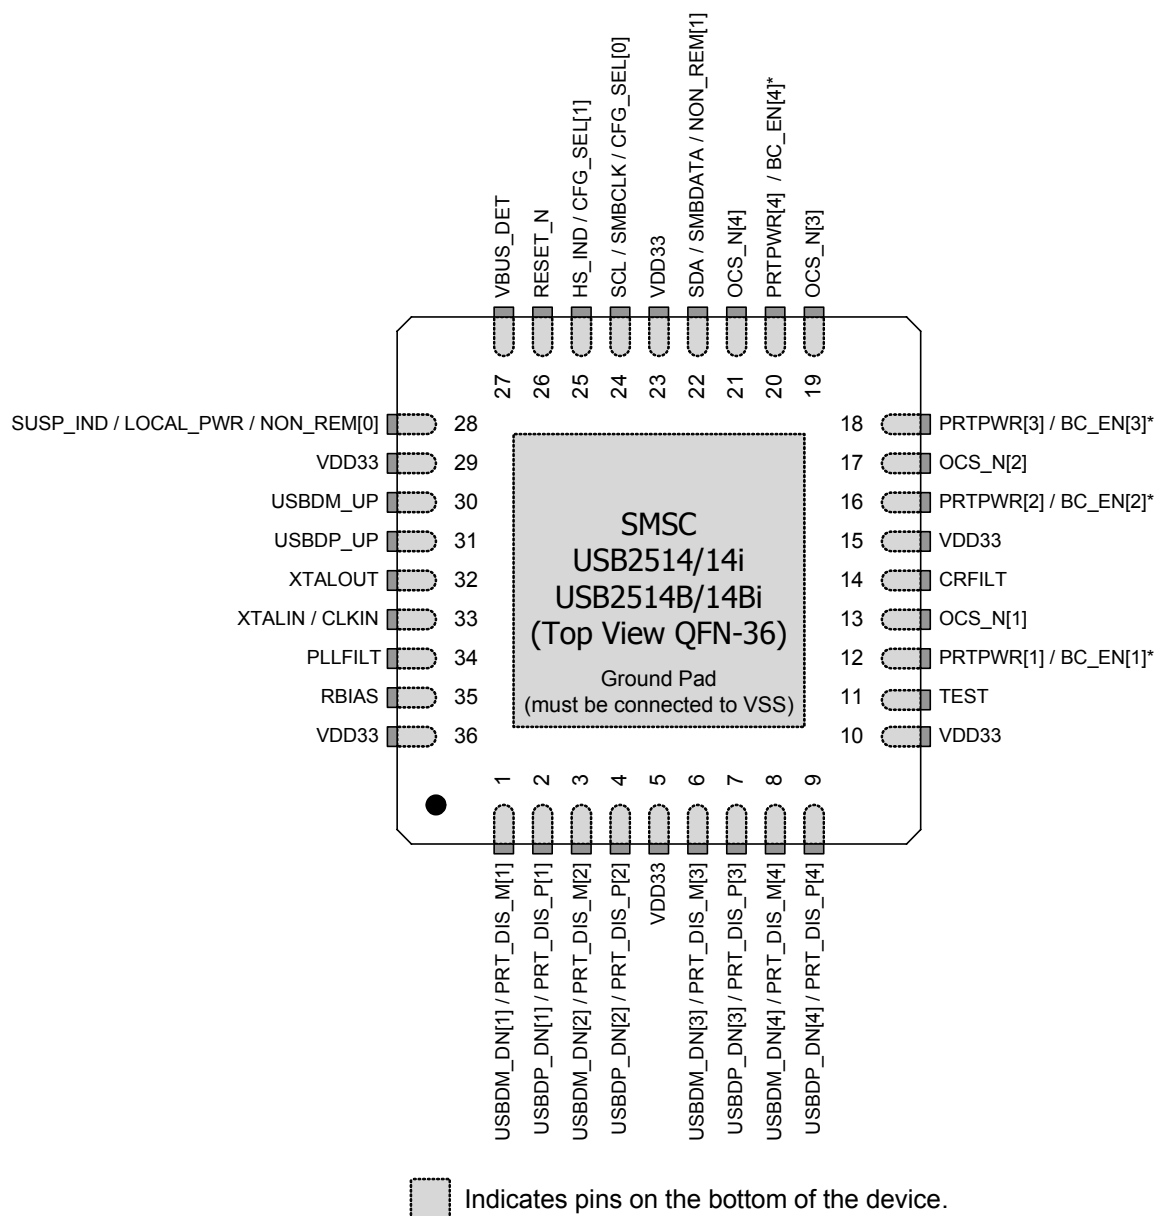 VBUS_DET
RESET_N
HS_IND / CFG_SEL[1]
SCL / SMBCLK / CFG_SEL[0]
VDD33
SDA / SMBDATA / NON_REM[1]
OCS_N[4]
PRTPWR[4] / BC_EN[4]*
OCS_N[3]
27
26
25
24
23
22
21
20
19
SUSP_IND / LOCAL_PWR / NON_REM[0] 28
VDD33 29
USBDM_UP 30
USBDP_UP 31
XTALOUT 32
XTALIN / CLKIN 33
PLLFILT 34
RBIAS 35
VDD33 36
SMSC
USB2514/14i
USB2514B/14Bi
(Top View QFN-36)
Ground Pad
(must be connected to VSS)
18 PRTPWR[3] / BC_EN[3]*
17 OCS_N[2]
16 PRTPWR[2] / BC_EN[2]*
15 VDD33
14 CRFILT
13 OCS_N[1]
12 PRTPWR[1] / BC_EN[1]*
11 TEST
10 VDD33
1
2
3
4
5
6
7
8
9
USBDM_DN[1] / PRT_DIS_M[1]
USBDP_DN[1] / PRT_DIS_P[1]
USBDM_DN[2] / PRT_DIS_M[2]
USBDP_DN[2] / PRT_DIS_P[2]
VDD33
USBDM_DN[3] / PRT_DIS_M[3]
USBDP_DN[3] / PRT_DIS_P[3]
USBDM_DN[4] / PRT_DIS_M[4]
USBDP_DN[4] / PRT_DIS_P[4]
Indicates pins on the bottom of the device.